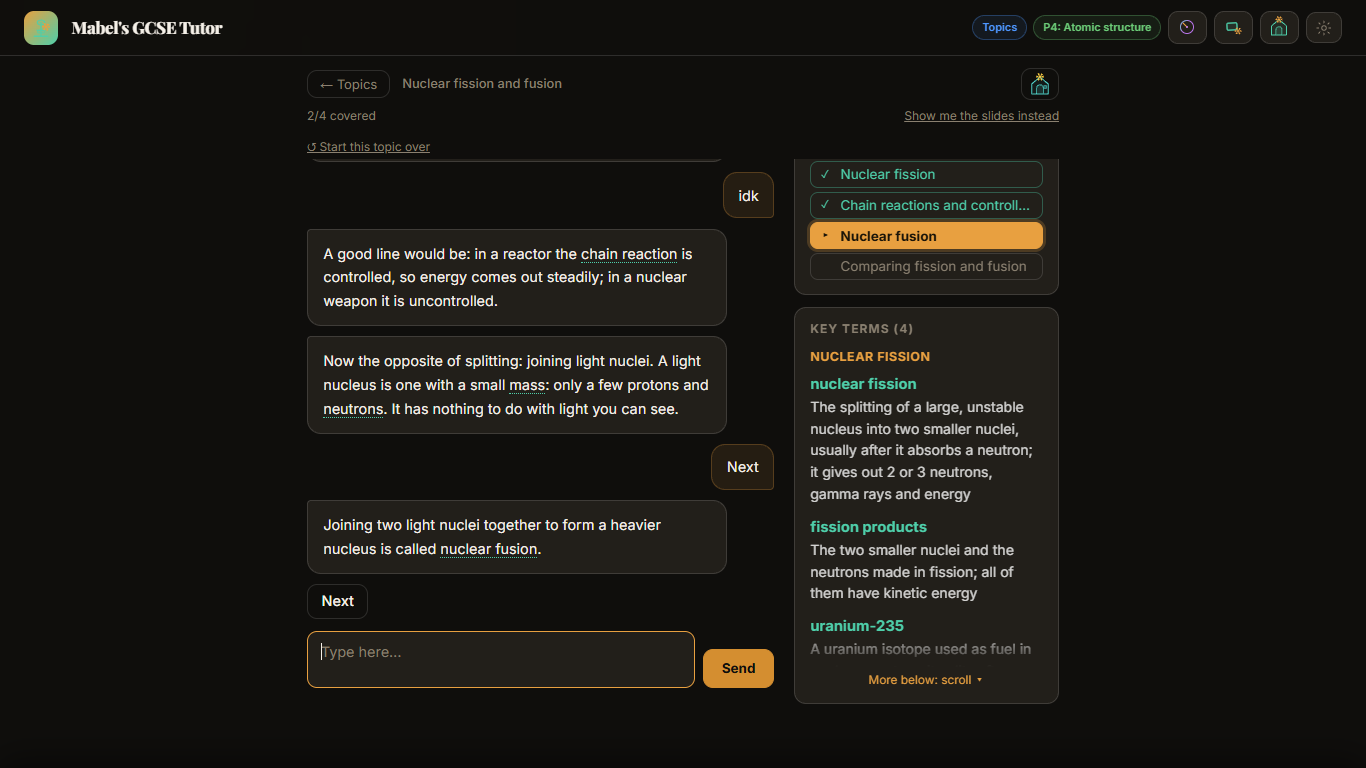 Mabel's GCSE Tutor
Topics
P4: Atomic structure
← Topics
Nuclear fission and fusion
2/4 covered
Show me the slides instead
↺ Start this topic over
idk
A good line would be: in a reactor the chain reaction is
controlled, so energy comes out steadily; in a nuclear
weapon it is uncontrolled.
Now the opposite of splitting: joining light nuclei. A light
nucleus is one with a small mass: only a few protons and
neutrons. It has nothing to do with light you can see.
Next
Joining two light nuclei together to form a heavier
nucleus is called nuclear fusion.
Next
Type here...
Send
✓ Nuclear fission
✓ Chain reactions and controll...
▸ Nuclear fusion
Comparing fission and fusion
KEY TERMS (4)
NUCLEAR FISSION
nuclear fission
The splitting of a large, unstable
nucleus into two smaller nuclei,
usually after it absorbs a neutron;
it gives out 2 or 3 neutrons,
gamma rays and energy
fission products
The two smaller nuclei and the
neutrons made in fission; all of
them have kinetic energy
uranium-235
A uranium isotope used as fuel in
More below: scroll ▾